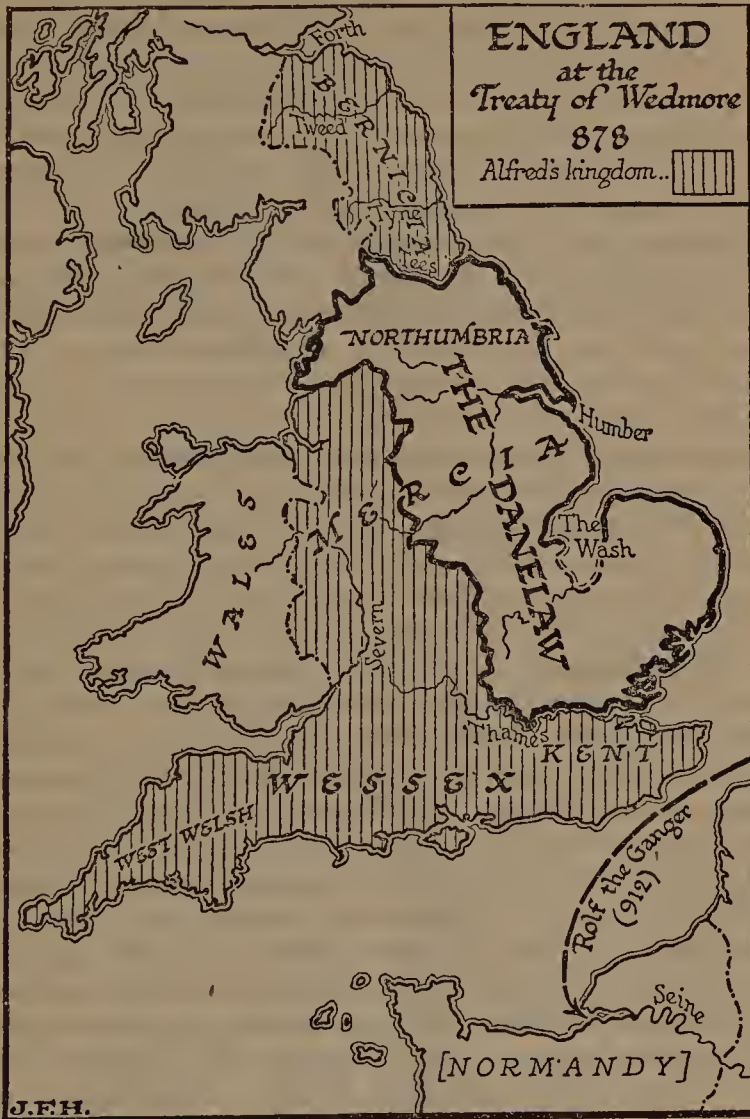 ENGLAND
at the
Treaty of Wedmore
878
Alfred's kingdom..
Forth
BERNICIA
Tweed
Tyne
Tees
NORTHUMBRIA
THE DANELAW
Humber
MERCIA
The
Wash
WALES
Severn
Thames
KENT
WESSEX
WEST WELSH
Rolf the Ganger
(912)
Seine
[NORMANDY]
J.F.H.